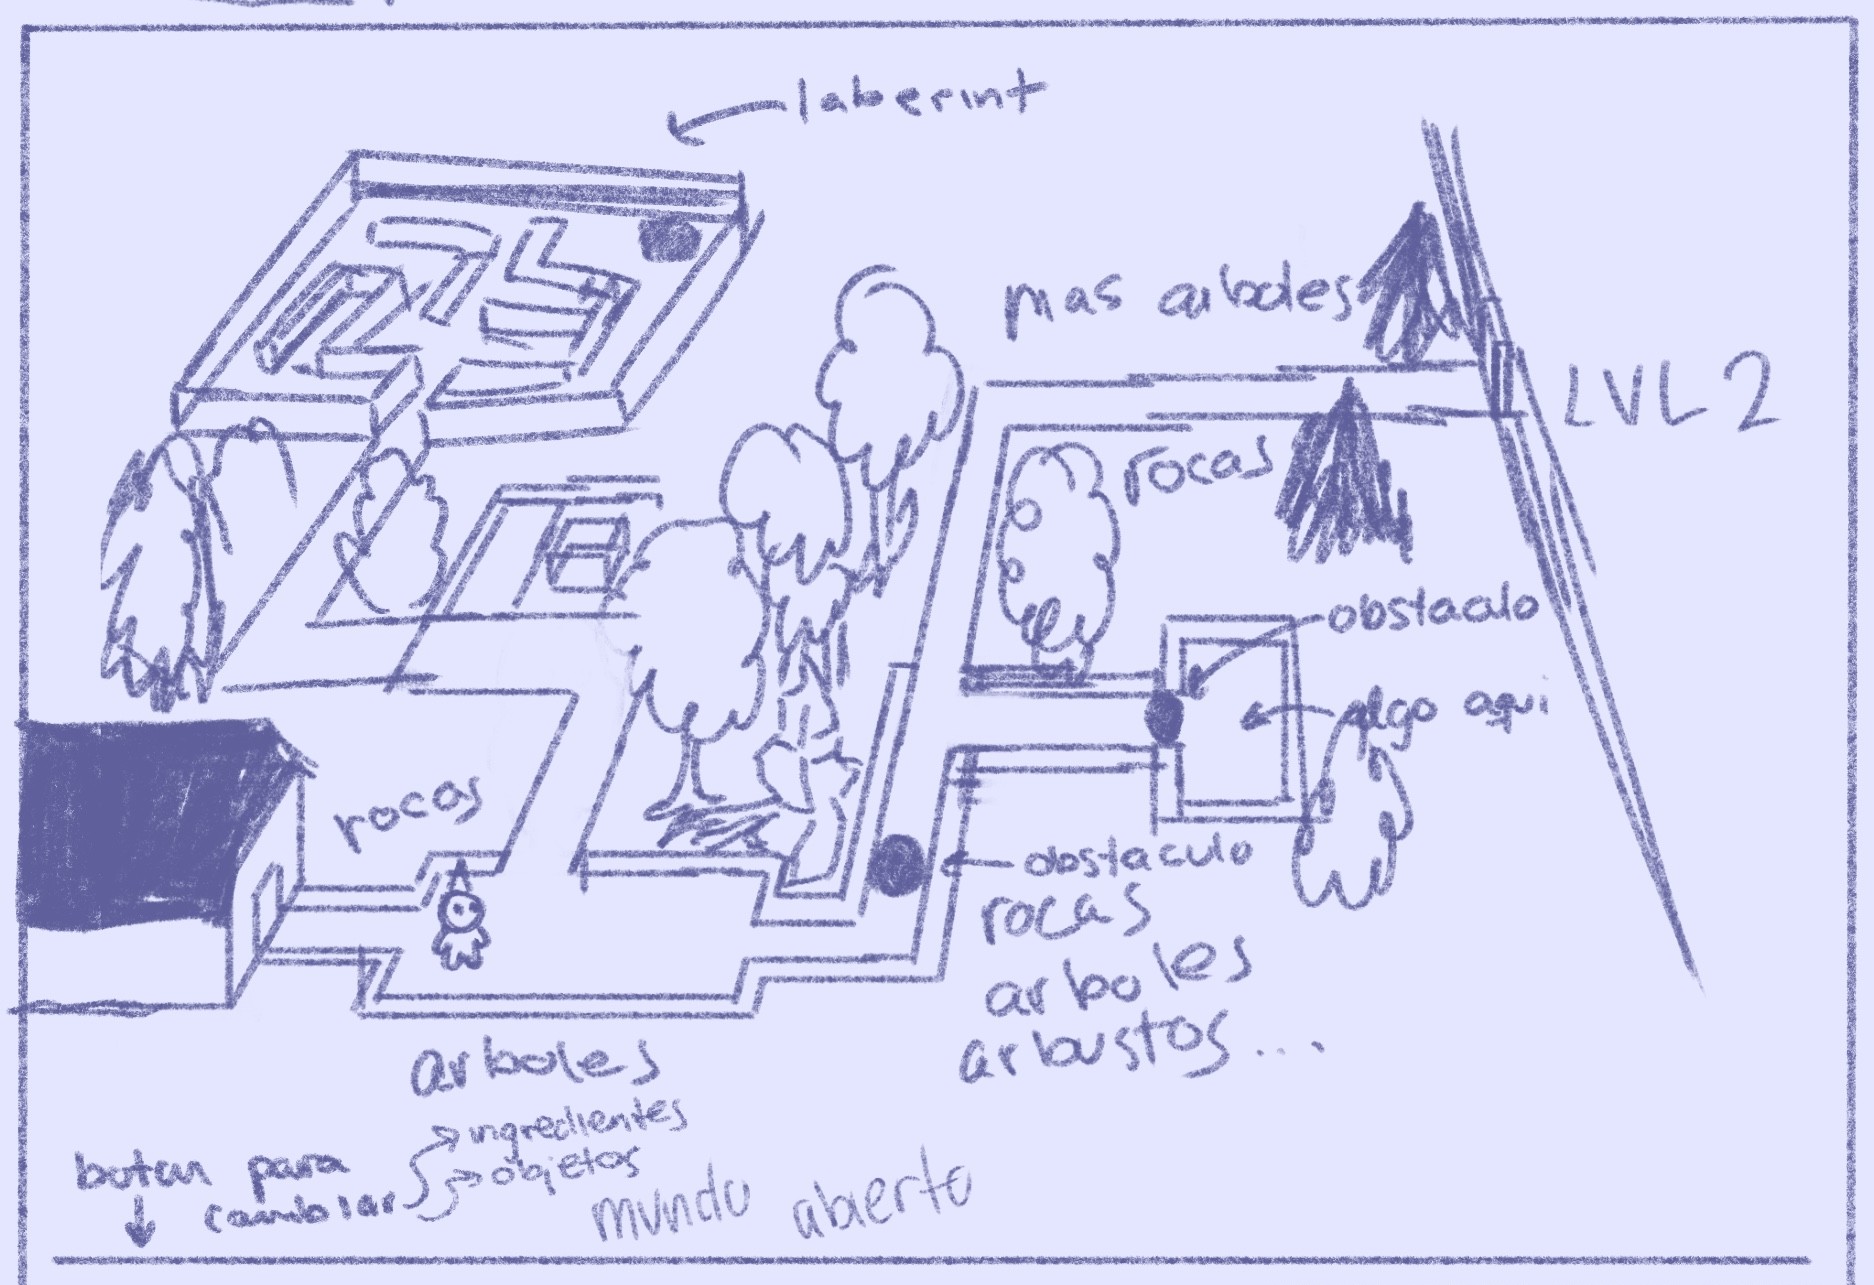 laberint
mas arboles
LVL 2
rocas
obstaculo
algo aqui
rocas
obstaculo
rocas
arboles
arbustos...
arboles
ingredientes
botan para
objetos
cambiar
mundo abierto